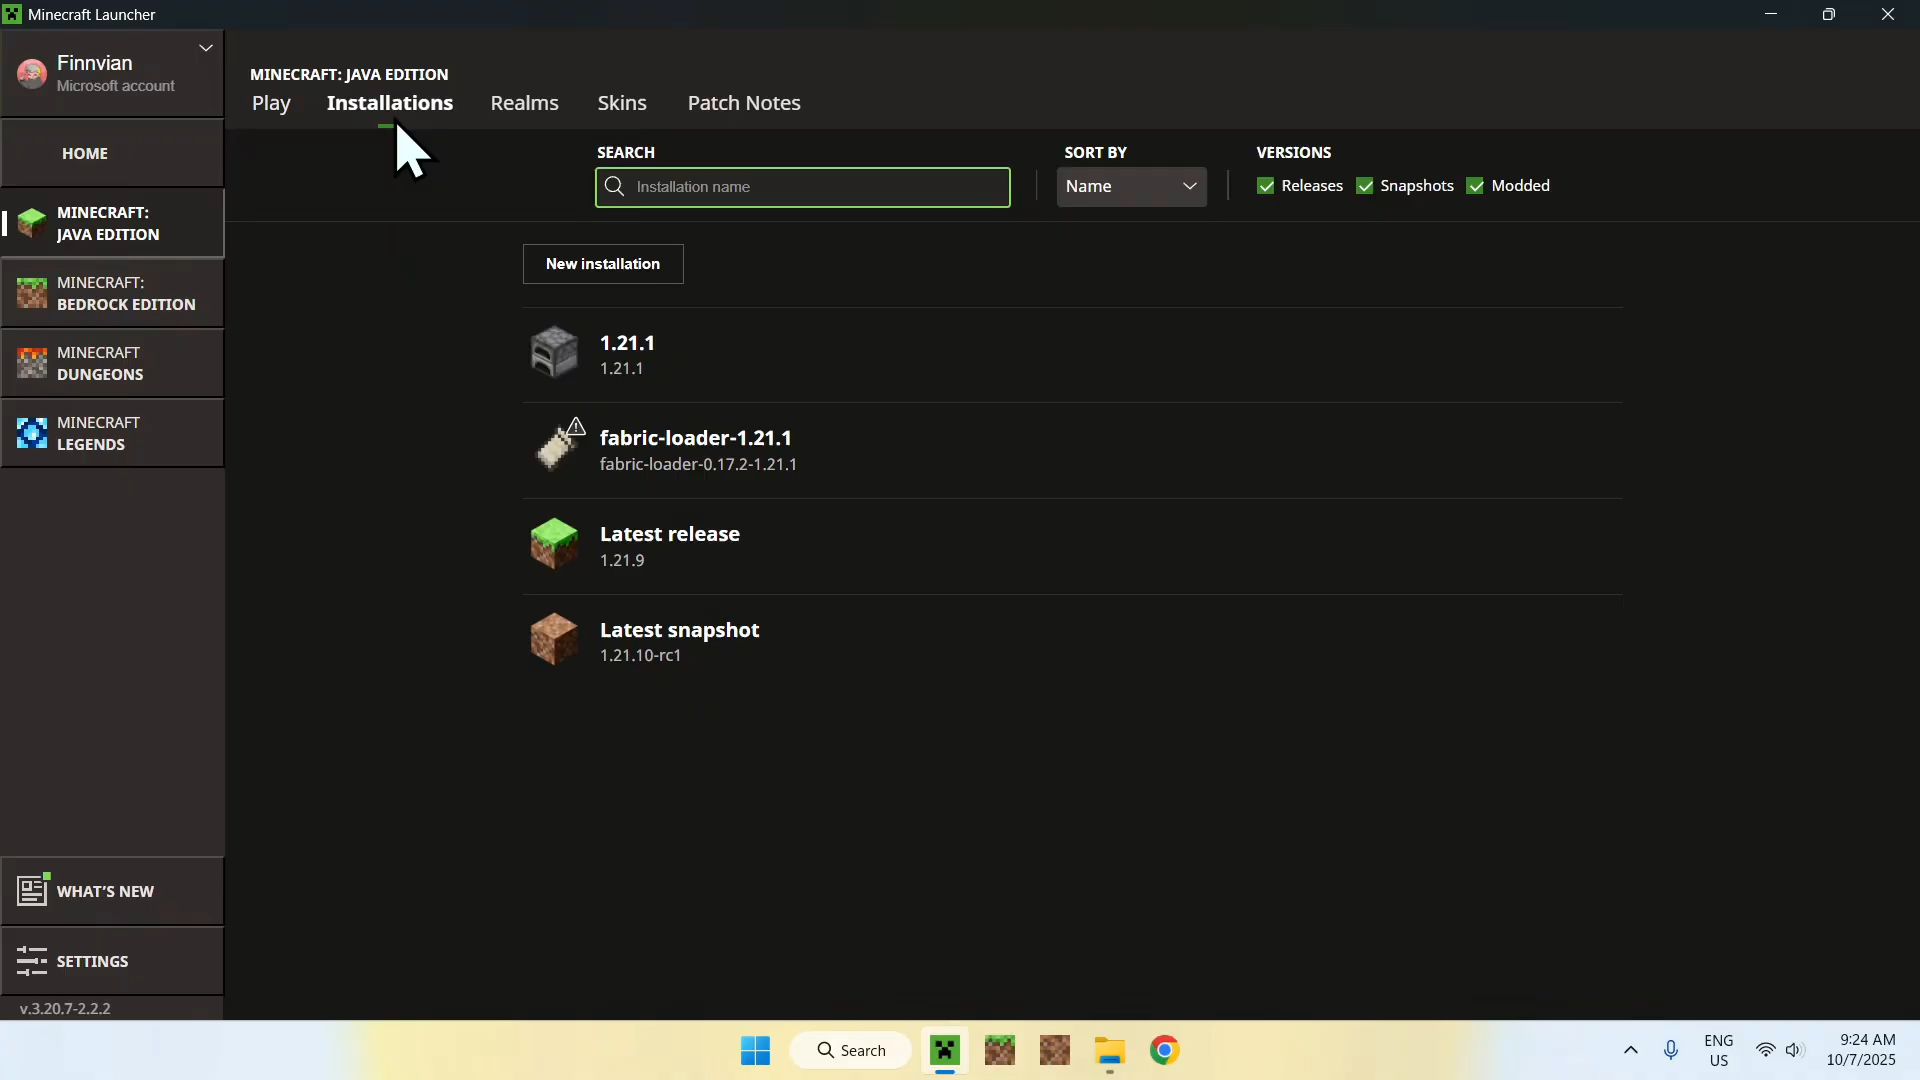 Minecraft Launcher
Finnvian
Microsoft account
HOME
MINECRAFT:
JAVA EDITION
MINECRAFT:
BEDROCK EDITION
MINECRAFT
DUNGEONS
MINECRAFT
LEGENDS
WHAT'S NEW
SETTINGS
v.3.20.7-2.2.2
MINECRAFT: JAVA EDITION
Play Installations Realms Skins Patch Notes
SEARCH SORT BY VERSIONS
Installation name Name Releases Snapshots Modded
New installation
1.21.1
1.21.1
fabric-loader-1.21.1
fabric-loader-0.17.2-1.21.1
Latest release
1.21.9
Latest snapshot
1.21.10-rc1
Search
ENG
US
9:24 AM
10/7/2025